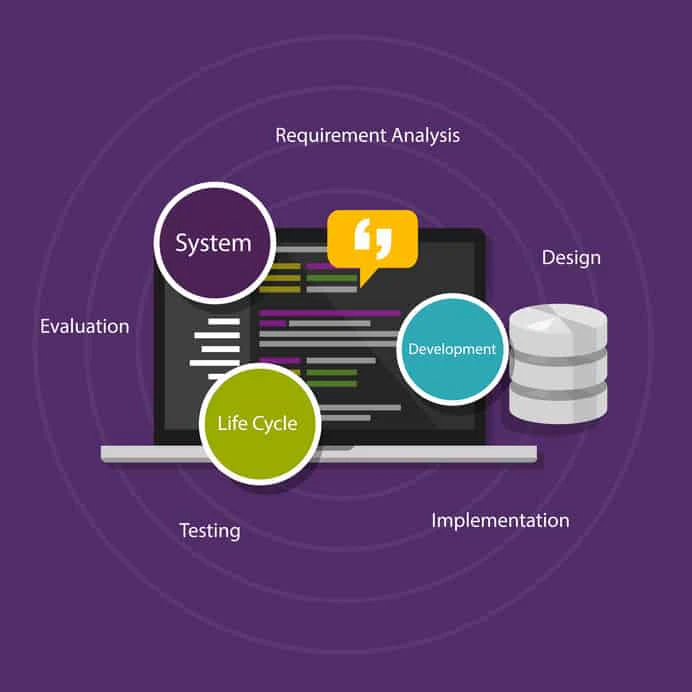 Requirement Analysis
System
Design
Evaluation
Development
Life Cycle
Implementation
Testing